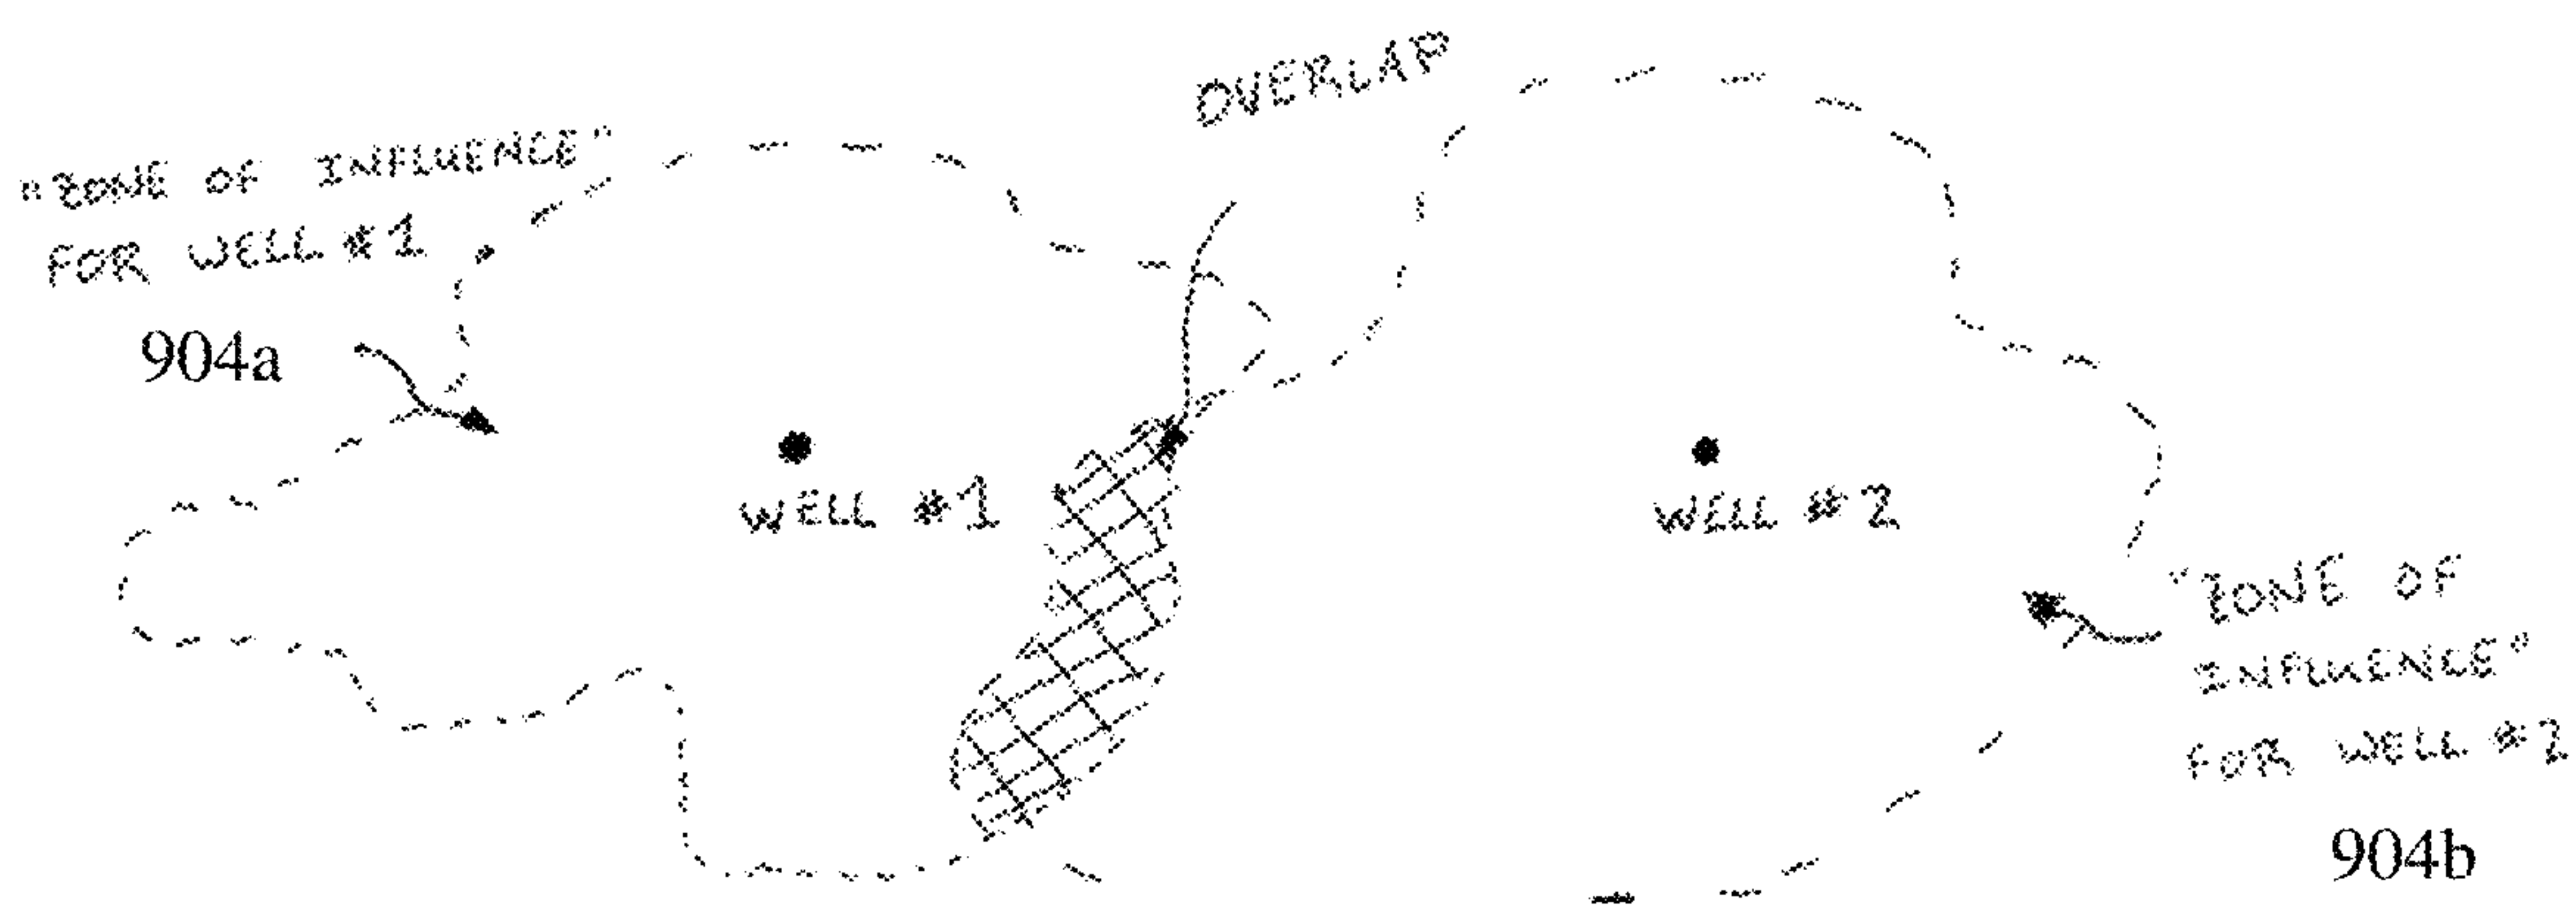 OVERLAP
"ZONE OF INFLUENCE"
FOR WELL #1
904a
WELL #1
WELL #2
"ZONE OF
INFLUENCE"
FOR WELL #2
904b